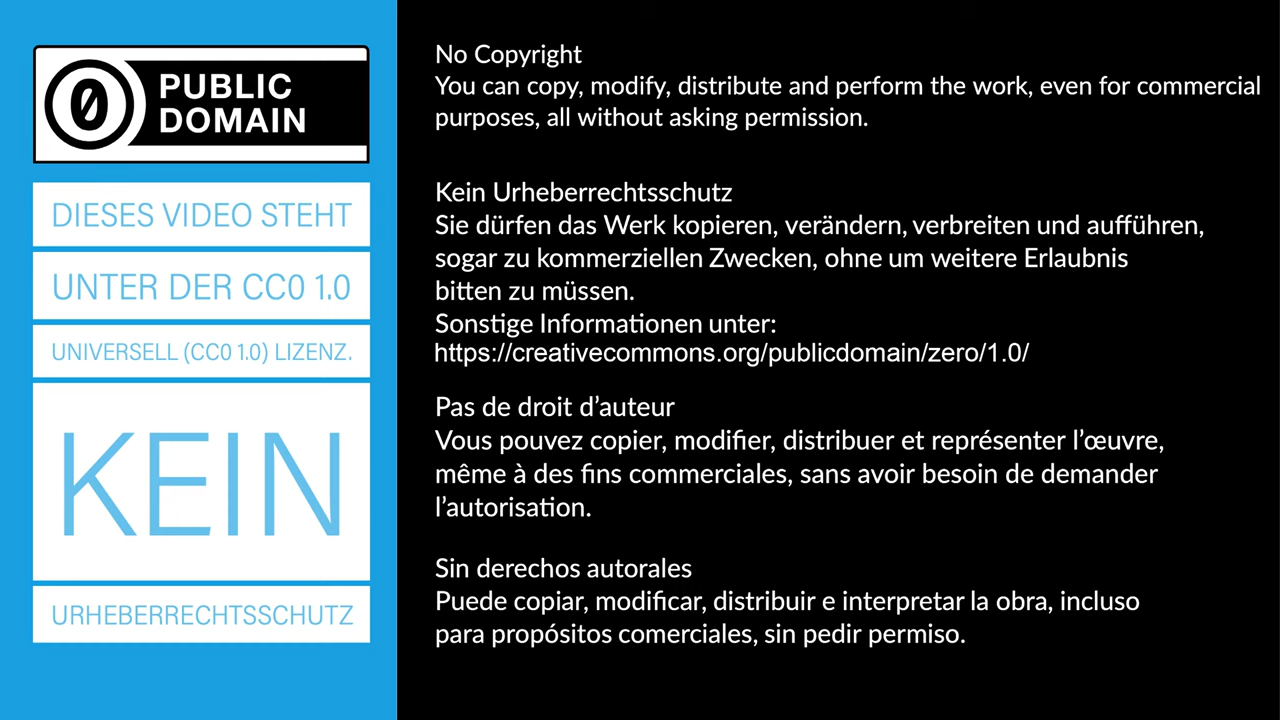 0 PUBLIC
DOMAIN
DIESES VIDEO STEHT
UNTER DER CC0 1.0
UNIVERSELL (CC0 1.0) LIZENZ.
KEIN
URHEBERRECHTSSCHUTZ
No Copyright
You can copy, modify, distribute and perform the work, even for commercial
purposes, all without asking permission.
Kein Urheberrechtsschutz
Sie dürfen das Werk kopieren, verändern, verbreiten und aufführen,
sogar zu kommerziellen Zwecken, ohne um weitere Erlaubnis
bitten zu müssen.
Sonstige Informationen unter:
https://creativecommons.org/publicdomain/zero/1.0/
Pas de droit d’auteur
Vous pouvez copier, modifier, distribuer et représenter l’œuvre,
même à des fins commerciales, sans avoir besoin de demander
l’autorisation.
Sin derechos autorales
Puede copiar, modificar, distribuir e interpretar la obra, incluso
para propósitos comerciales, sin pedir permiso.